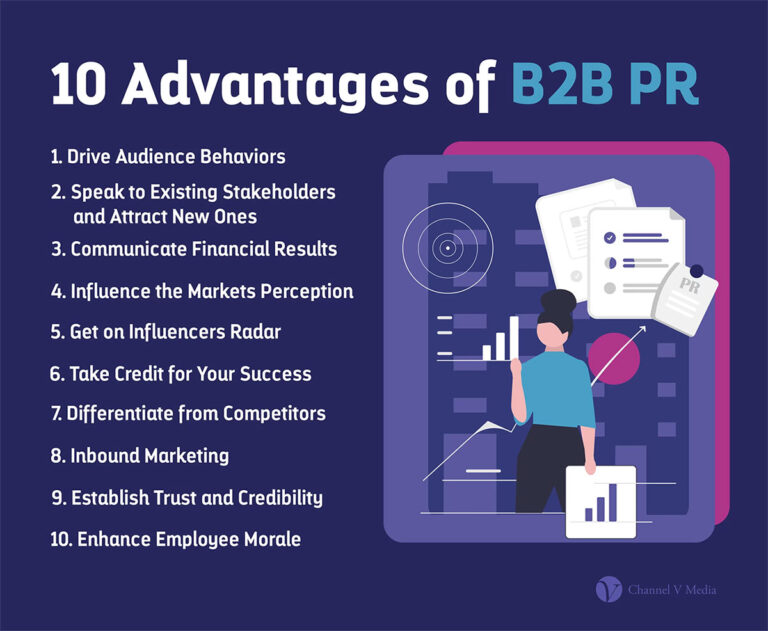 10 Advantages of B2B PR
1. Drive Audience Behaviors
2. Speak to Existing Stakeholders
and Attract New Ones
3. Communicate Financial Results
4. Influence the Markets Perception
5. Get on Influencers Radar
6. Take Credit for Your Success
7. Differentiate from Competitors
8. Inbound Marketing
9. Establish Trust and Credibility
10. Enhance Employee Morale
PR
V Channel V Media